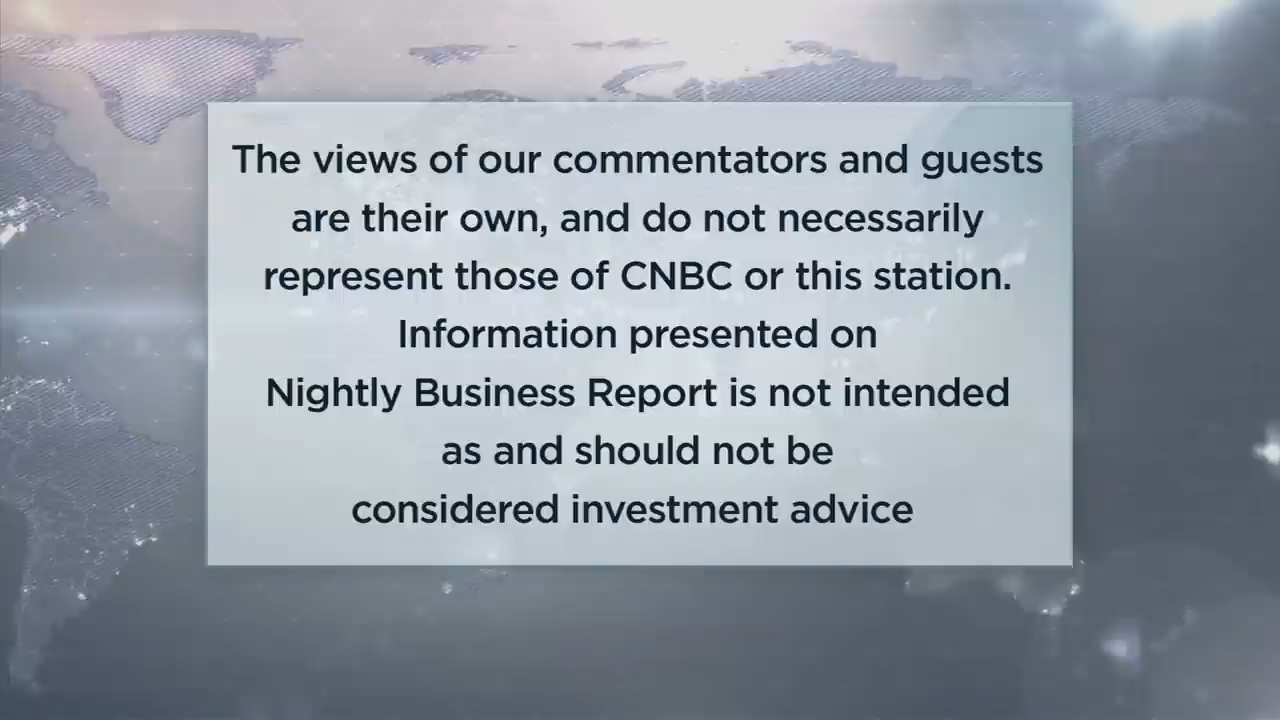 The views of our commentators and guests
are their own, and do not necessarily
represent those of CNBC or this station.
Information presented on
Nightly Business Report is not intended
as and should not be
considered investment advice